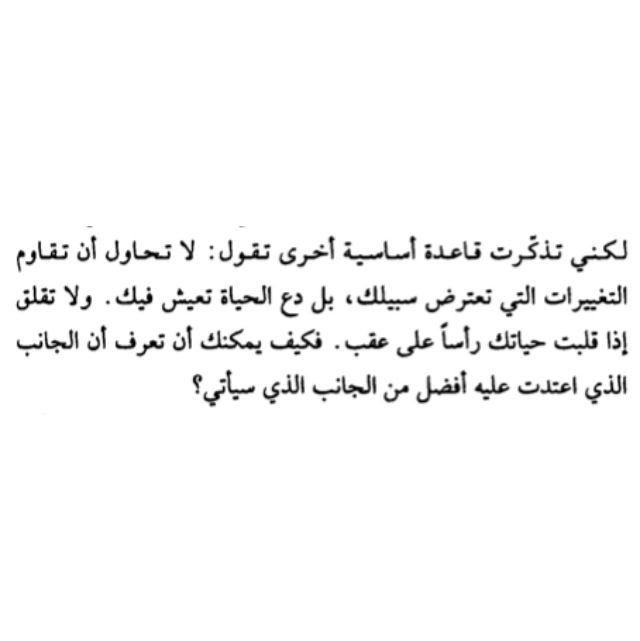 لكني تذكّرت قاعدة أساسية أخرى تقول: لا تحاول أن تقاوم
التغييرات التي تعترض سبيلك، بل دع الحياة تعيش فيك. ولا تقلق
إذا قلبت حياتك رأساً على عقب. فكيف يمكنك أن تعرف أن الجانب
الذي اعتدت عليه أفضل من الجانب الذي سيأتي؟